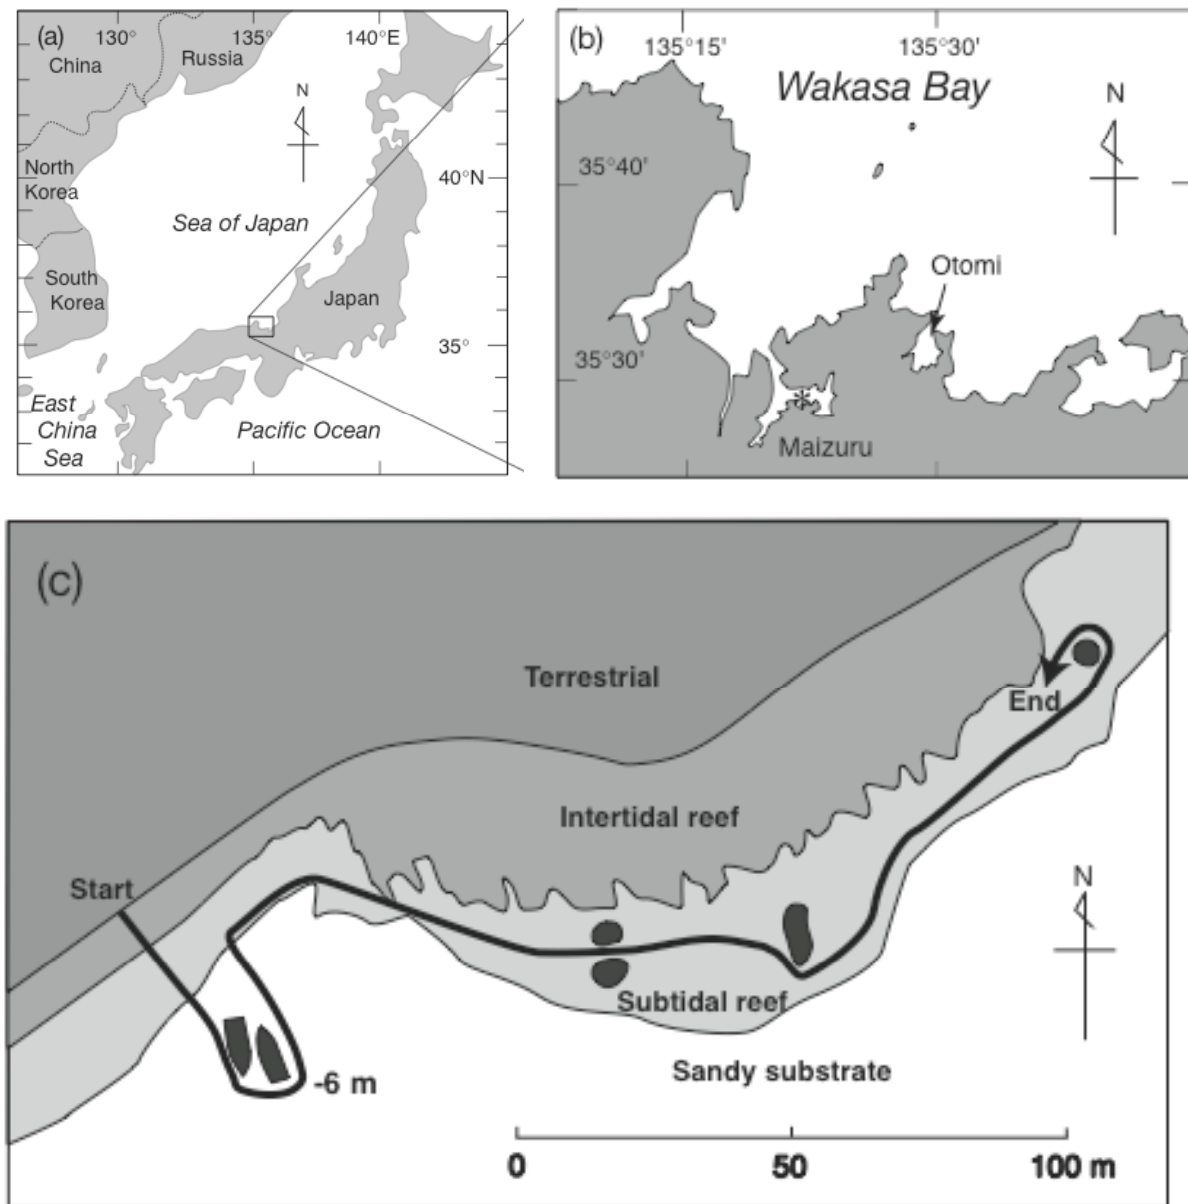 (a)
130°
135°
140°E
China
Russia
N
North
Korea
40°N
Sea of Japan
South
Korea
Japan
35°
East
China
Sea
Pacific Ocean
(b)
135°15'
135°30'
Wakasa Bay
N
35°40'
Otomi
35°30'
*
Maizuru
(c)
Terrestrial
End
Intertidal reef
Start
N
Subtidal reef
Sandy substrate
-6 m
0 50 100 m